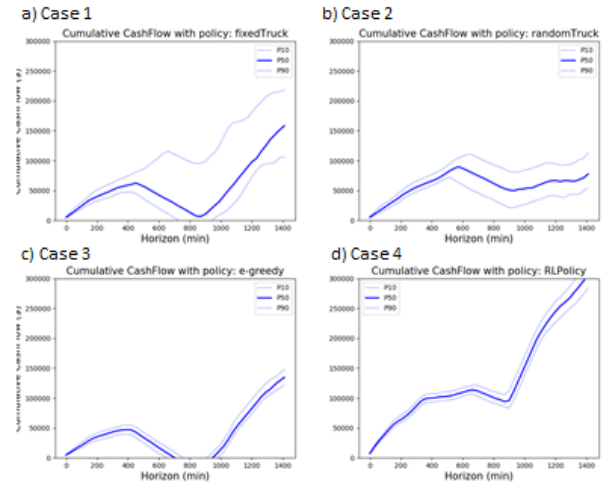 a) Case 1
Cumulative CashFlow with policy: fixedTruck
300000
250000
200000
150000
100000
50000
0
P10
P50
P90
0 200 400 600 800 1000 1200 1400
Horizon (min)
b) Case 2
Cumulative CashFlow with policy: randomTruck
300000
250000
200000
150000
100000
50000
0
P10
P50
P90
0 200 400 600 800 1000 1200 1400
Horizon (min)
c) Case 3
Cumulative CashFlow with policy: e-greedy
300000
250000
200000
150000
100000
50000
0
P10
P50
P90
0 200 400 600 800 1000 1200 1400
Horizon (min)
d) Case 4
Cumulative CashFlow with policy: RLPolicy
300000
250000
200000
150000
100000
50000
0
P10
P50
P90
0 200 400 600 800 1000 1200 1400
Horizon (min)